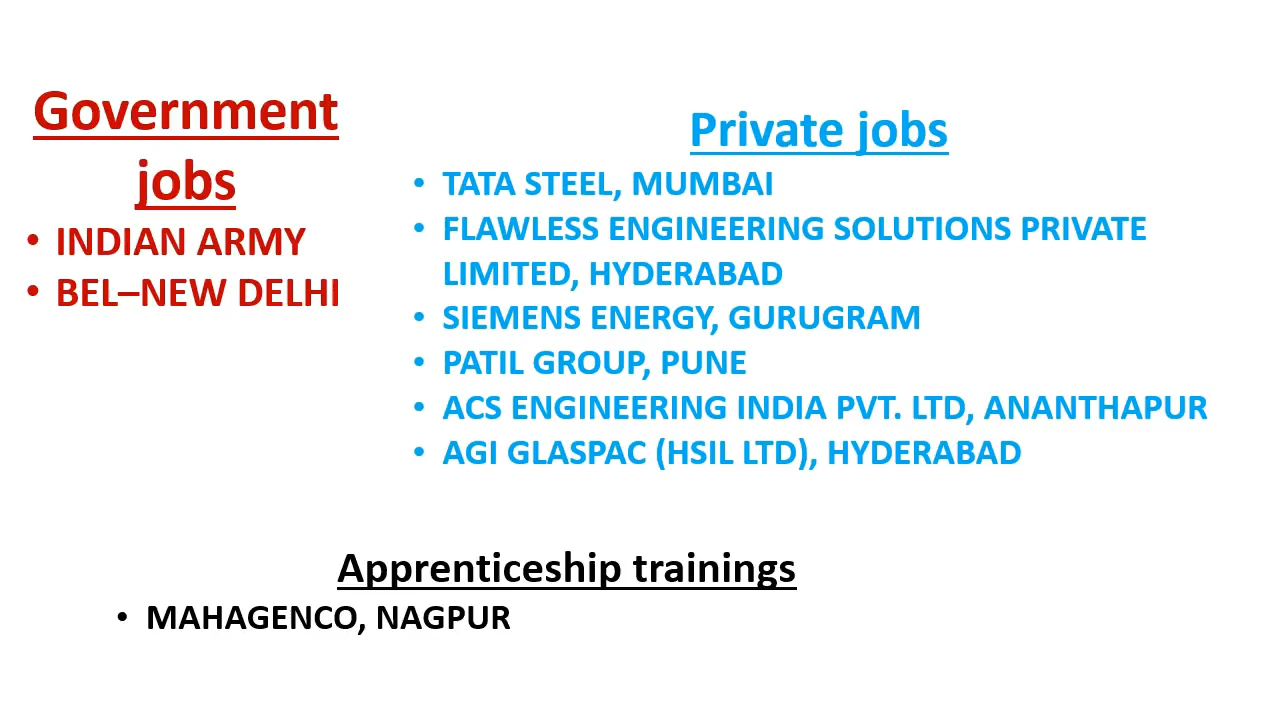 Government
jobs
• INDIAN ARMY
• BEL–NEW DELHI
Private jobs
• TATA STEEL, MUMBAI
• FLAWLESS ENGINEERING SOLUTIONS PRIVATE
LIMITED, HYDERABAD
• SIEMENS ENERGY, GURUGRAM
• PATIL GROUP, PUNE
• ACS ENGINEERING INDIA PVT. LTD, ANANTHAPUR
• AGI GLASPAC (HSIL LTD), HYDERABAD
Apprenticeship trainings
• MAHAGENCO, NAGPUR